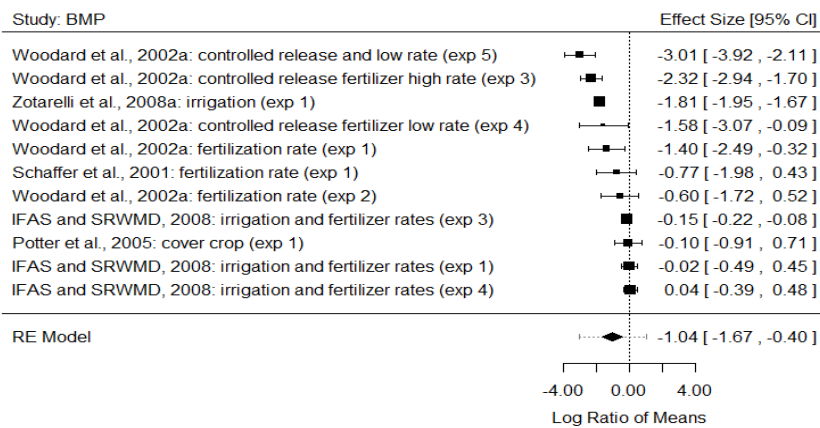 Study: BMP Effect Size [95% CI]
Woodard et al., 2002a: controlled release and low rate (exp 5) -3.01 [ -3.92 , -2.11 ]
Woodard et al., 2002a: controlled release fertilizer high rate (exp 3) -2.32 [ -2.94 , -1.70 ]
Zotarelli et al., 2008a: irrigation (exp 1) -1.81 [ -1.95 , -1.67 ]
Woodard et al., 2002a: controlled release fertilizer low rate (exp 4) -1.58 [ -3.07 , -0.09 ]
Woodard et al., 2002a: fertilization rate (exp 1) -1.40 [ -2.49 , -0.32 ]
Schaffer et al., 2001: fertilization rate (exp 1) -0.77 [ -1.98 , 0.43 ]
Woodard et al., 2002a: fertilization rate (exp 2) -0.60 [ -1.72 , 0.52 ]
IFAS and SRWMD, 2008: irrigation and fertilizer rates (exp 3) -0.15 [ -0.22 , -0.08 ]
Potter et al., 2005: cover crop (exp 1) -0.10 [ -0.91 , 0.71 ]
IFAS and SRWMD, 2008: irrigation and fertilizer rates (exp 1) -0.02 [ -0.49 , 0.45 ]
IFAS and SRWMD, 2008: irrigation and fertilizer rates (exp 4) 0.04 [ -0.39 , 0.48 ]
RE Model -1.04 [ -1.67 , -0.40 ]
-4.00 0.00 4.00
Log Ratio of Means